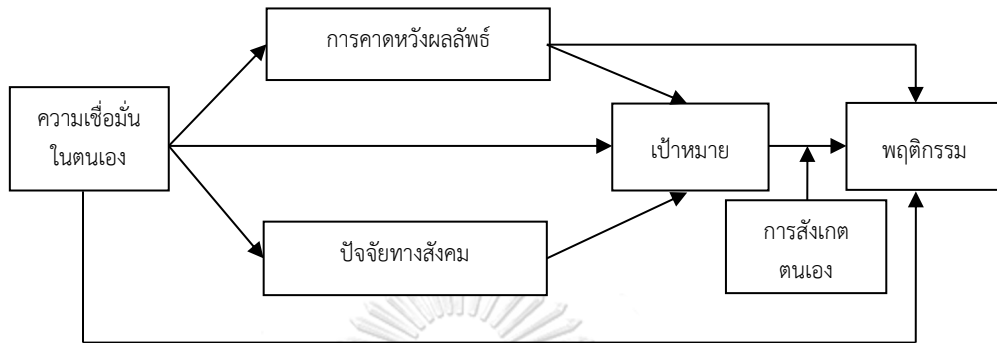 การคาดหวังผลลัพธ์
ความเชื่อมั่น
ในตนเอง
เป้าหมาย
พฤติกรรม
ปัจจัยทางสังคม
การสังเกต
ตนเอง